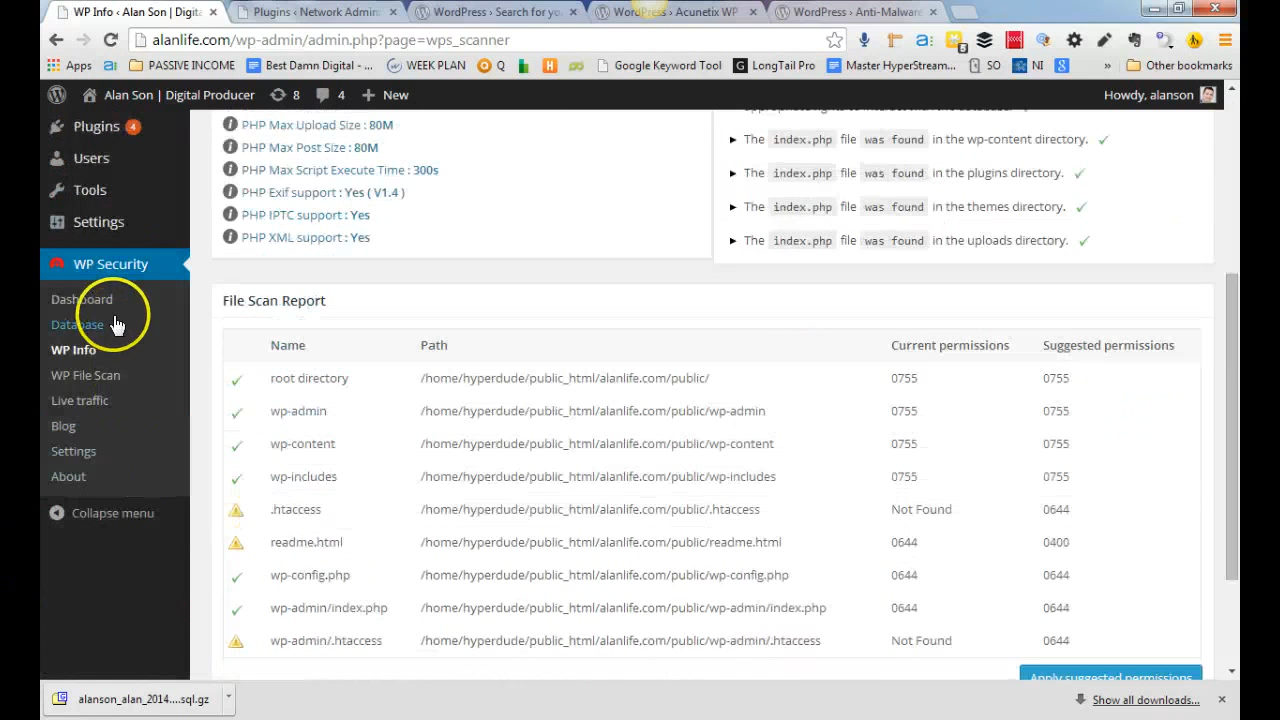 WP Info ‹ Alan Son | Digita
Plugins ‹ Network Admin
WordPress › Search for yo
WordPress › Acunetix WP
WordPress › Anti-Malware
alanlife.com/wp-admin/admin.php?page=wps_scanner
Apps
PASSIVE INCOME
Best Damn Digital - ...
WEEK PLAN
Q
Google Keyword Tool
LongTail Pro
Master HyperStream...
SO
NI
»
Other bookmarks
Alan Son | Digital Producer
8
4
New
Howdy, alanson
Plugins 4
Users
Tools
Settings
WP Security
Dashboard
Database
WP Info
WP File Scan
Live traffic
Blog
Settings
About
Collapse menu
PHP Max Upload Size : 80M
PHP Max Post Size : 80M
PHP Max Script Execute Time : 300s
PHP Exif support : Yes ( V1.4 )
PHP IPTC support : Yes
PHP XML support : Yes
The index.php file was found in the wp-content directory.
The index.php file was found in the plugins directory.
The index.php file was found in the themes directory.
The index.php file was found in the uploads directory.
File Scan Report
Name Path Current permissions Suggested permissions
root directory /home/hyperdude/public_html/alanlife.com/public/ 0755 0755
wp-admin /home/hyperdude/public_html/alanlife.com/public/wp-admin 0755 0755
wp-content /home/hyperdude/public_html/alanlife.com/public/wp-content 0755 0755
wp-includes /home/hyperdude/public_html/alanlife.com/public/wp-includes 0755 0755
.htaccess /home/hyperdude/public_html/alanlife.com/public/.htaccess Not Found 0644
readme.html /home/hyperdude/public_html/alanlife.com/public/readme.html 0644 0400
wp-config.php /home/hyperdude/public_html/alanlife.com/public/wp-config.php 0644 0644
wp-admin/index.php /home/hyperdude/public_html/alanlife.com/public/wp-admin/index.php 0644 0644
wp-admin/.htaccess /home/hyperdude/public_html/alanlife.com/public/wp-admin/.htaccess Not Found 0644
Apply suggested permissions
alanson_alan_2014....sql.gz
Show all downloads...